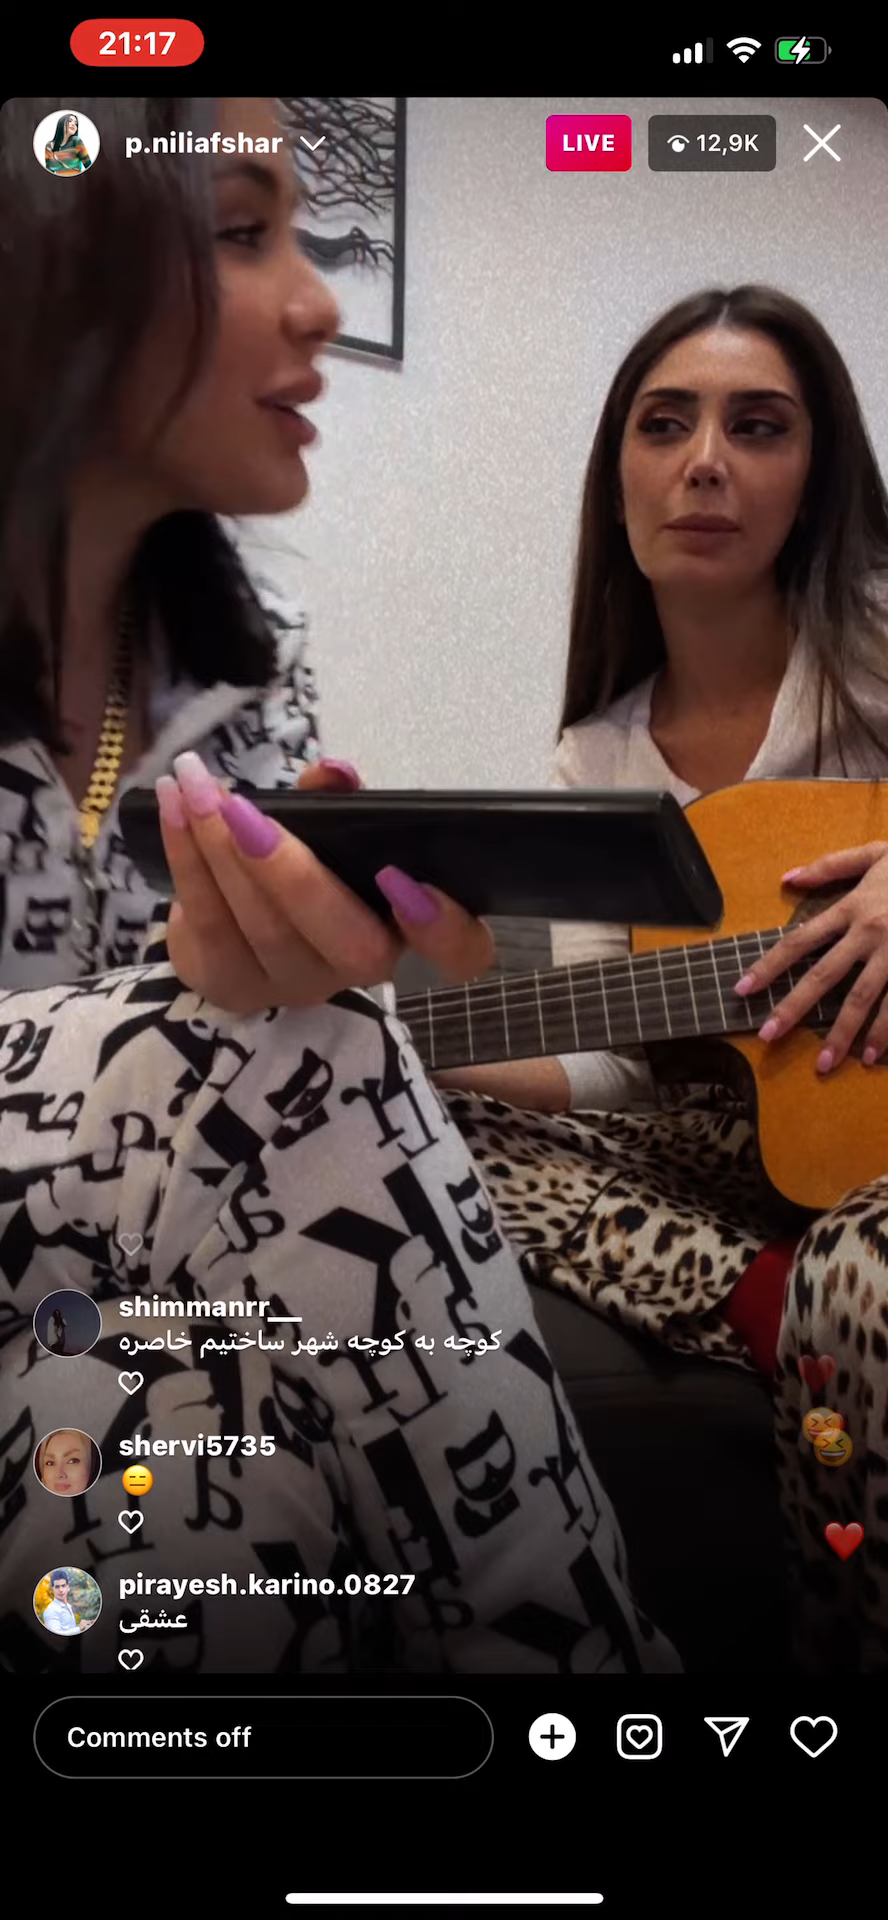 21:17
p.niliafshar
LIVE
12,9K
shimmanrr__
کوچه به کوچه شهر ساختیم خاصره
shervi5735
😑
pirayesh.karino.0827
عشقی
Comments off